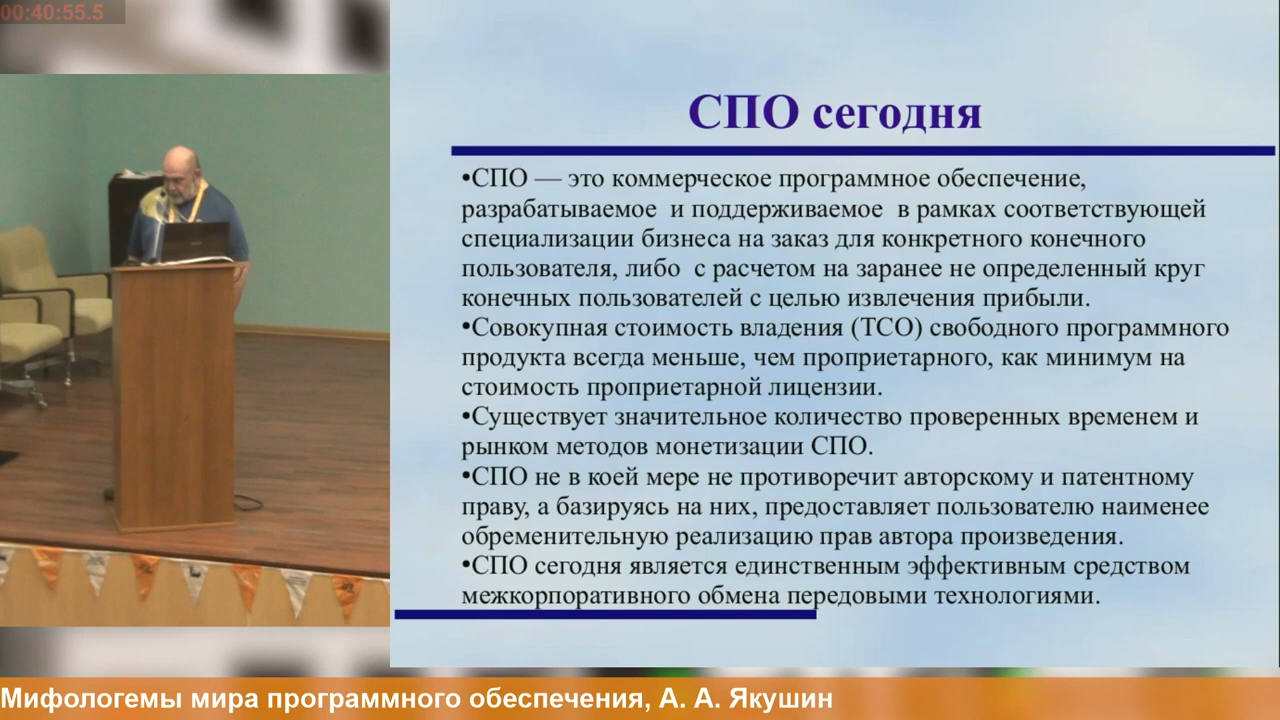 00:40:55.5
СПО сегодня
•СПО — это коммерческое программное обеспечение,
разрабатываемое и поддерживаемое в рамках соответствующей
специализации бизнеса на заказ для конкретного конечного
пользователя, либо с расчетом на заранее не определенный круг
конечных пользователей с целью извлечения прибыли.
•Совокупная стоимость владения (ТСО) свободного программного
продукта всегда меньше, чем проприетарного, как минимум на
стоимость проприетарной лицензии.
•Существует значительное количество проверенных временем и
рынком методов монетизации СПО.
•СПО не в коей мере не противоречит авторскому и патентному
праву, а базируясь на них, предоставляет пользователю наименее
обременительную реализацию прав автора произведения.
•СПО сегодня является единственным эффективным средством
межкорпоративного обмена передовыми технологиями.
Мифологемы мира программного обеспечения, А. А. Якушин